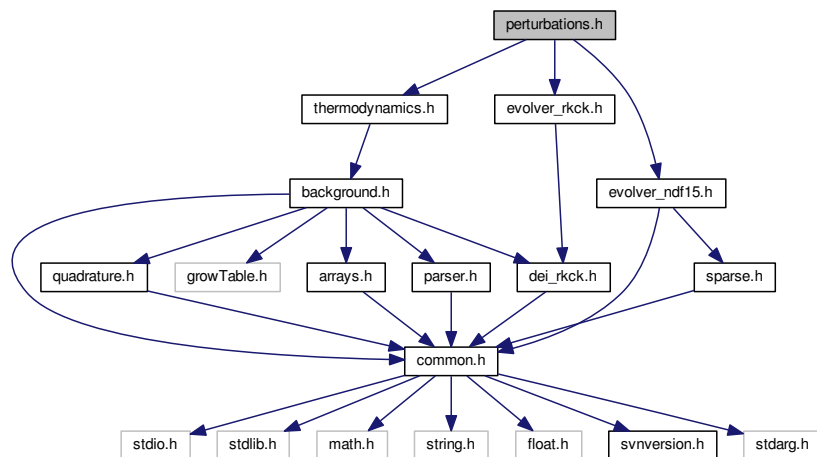 perturbations.h
thermodynamics.h
evolver_rkck.h
background.h
evolver_ndf15.h
quadrature.h
growTable.h
arrays.h
parser.h
dei_rkck.h
sparse.h
common.h
stdio.h
stdlib.h
math.h
string.h
float.h
svnversion.h
stdarg.h